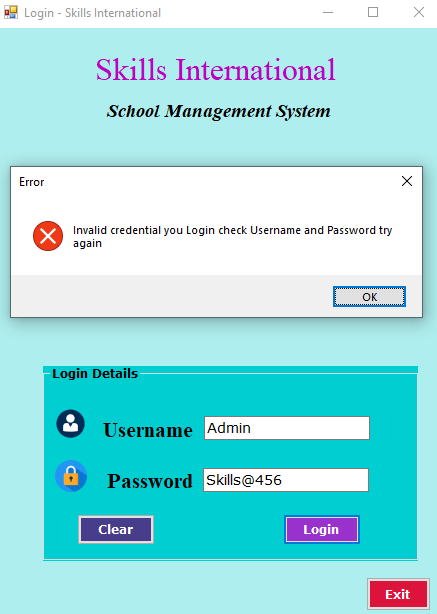 Login - Skills International
Skills International
School Management System
Error
Invalid credential you Login check Username and Password try
again
OK
Login Details
Username
Admin
Password
Skills@456
Clear
Login
Exit